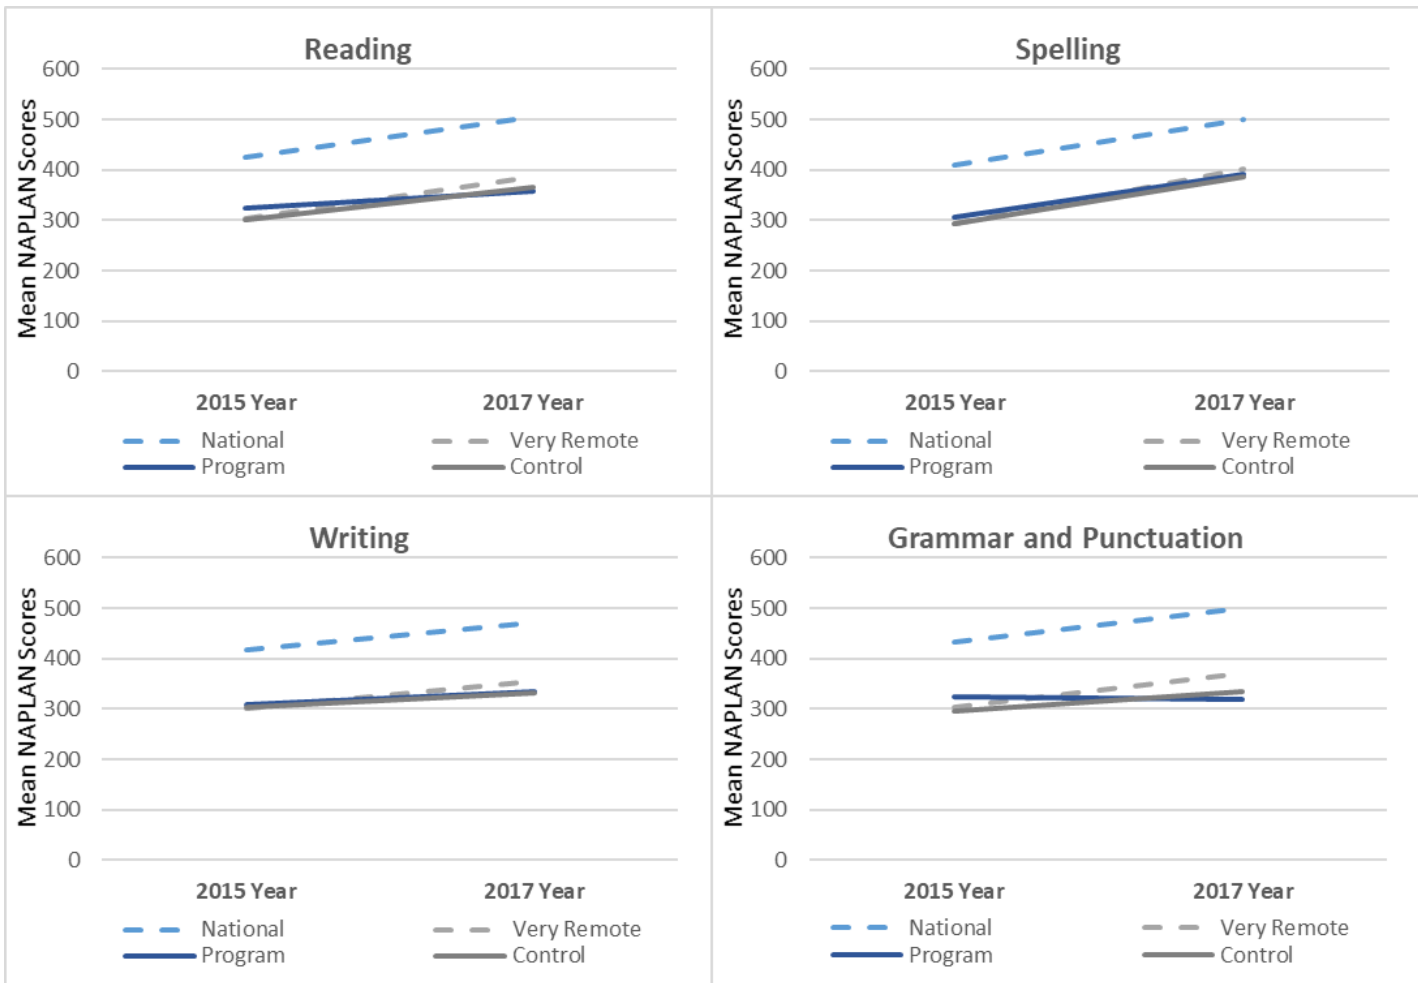 Reading
Mean NAPLAN Scores
600
500
400
300
200
100
0
2015 Year 2017 Year
National Very Remote
Program Control
Spelling
Mean NAPLAN Scores
600
500
400
300
200
100
0
2015 Year 2017 Year
National Very Remote
Program Control
Writing
Mean NAPLAN Scores
600
500
400
300
200
100
0
2015 Year 2017 Year
National Very Remote
Program Control
Grammar and Punctuation
Mean NAPLAN Scores
600
500
400
300
200
100
0
2015 Year 2017 Year
National Very Remote
Program Control